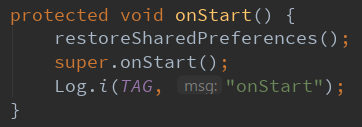 protected void onStart() {
    restoreSharedPreferences();
    super.onStart();
    Log.i(TAG, msg: "onStart");
}